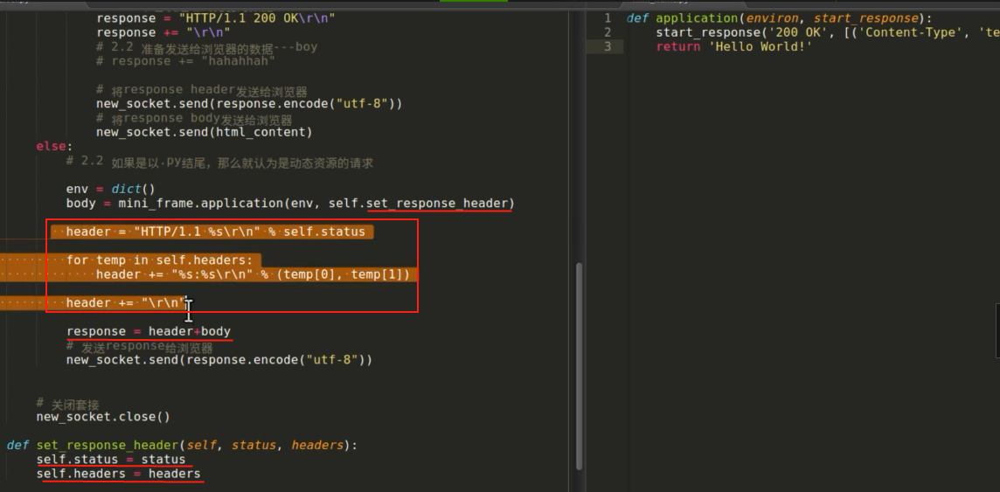 response = "HTTP/1.1 200 OK\r\n"
response += "\r\n"
# 2.2 准备发送给浏览器的数据---boy
# response += "hahahhah"
# 将response header发送给浏览器
new_socket.send(response.encode("utf-8"))
# 将response body发送给浏览器
new_socket.send(html_content)
else:
# 2.2 如果是以.py结尾，那么就认为是动态资源的请求
env = dict()
body = mini_frame.application(env, self.set_response_header)
header = "HTTP/1.1 %s\r\n" % self.status
for temp in self.headers:
header += "%s:%s\r\n" % (temp[0], temp[1])
header += "\r\n"
response = header+body
# 发送response给浏览器
new_socket.send(response.encode("utf-8"))
# 关闭套接
new_socket.close()
def set_response_header(self, status, headers):
self.status = status
self.headers = headers
1 def application(environ, start_response):
2 start_response('200 OK', [('Content-Type', 'te
3 return 'Hello World!'